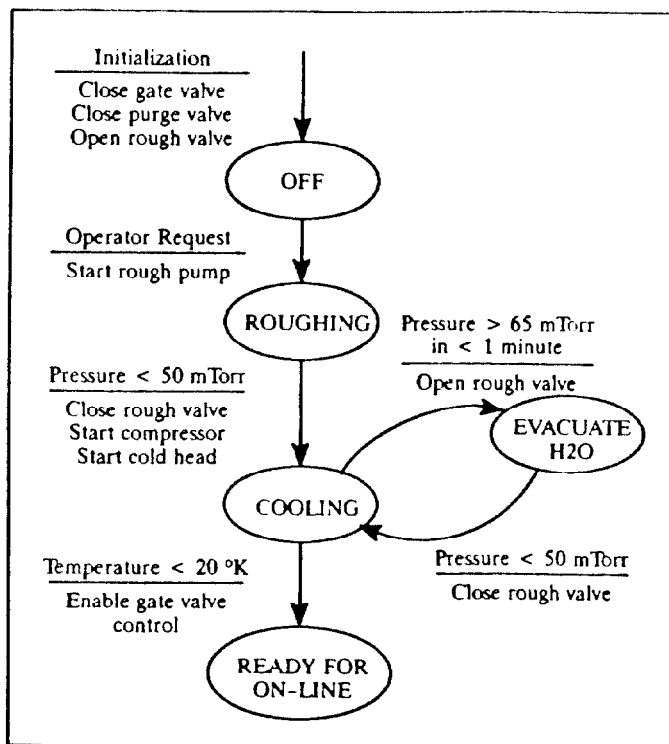 Initialization
Close gate valve
Close purge valve
Open rough valve
OFF
Operator Request
Start rough pump
ROUGHING
Pressure > 65 mTorr
in < 1 minute
Open rough valve
Pressure < 50 mTorr
Close rough valve
Start compressor
Start cold head
EVACUATE
H2O
COOLING
Pressure < 50 mTorr
Close rough valve
Temperature < 20 °K
Enable gate valve
control
READY FOR
ON-LINE